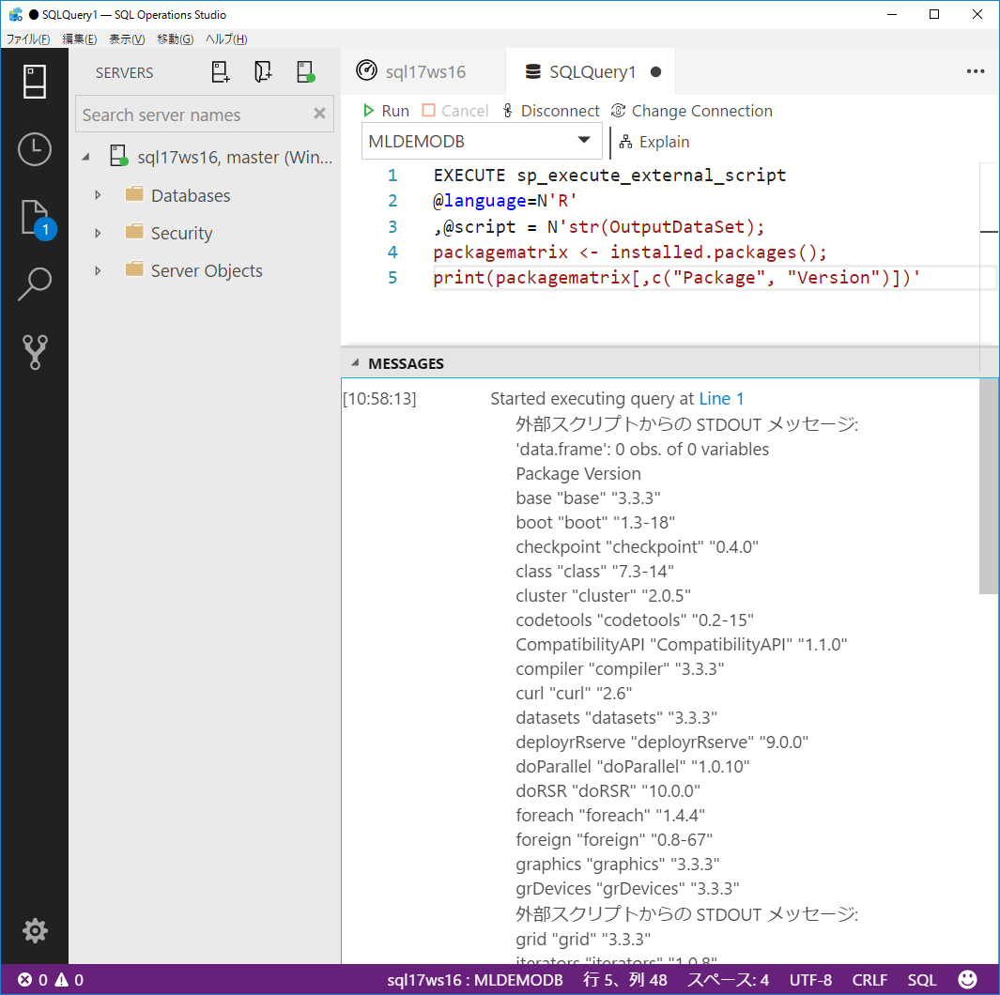 ● SQLQuery1 — SQL Operations Studio
ファイル(F) 編集(E) 表示(V) 移動(G) ヘルプ(H)
SERVERS
Search server names
sql17ws16, master (Win...
Databases
Security
Server Objects
1
sql17ws16
SQLQuery1 ●
Run Cancel Disconnect Change Connection
MLDEMODB
Explain
1 EXECUTE sp_execute_external_script
2 @language=N'R'
3 ,@script = N'str(OutputDataSet);
4 packagematrix <- installed.packages();
5 print(packagematrix[,c("Package", "Version")])'
MESSAGES
[10:58:13] Started executing query at Line 1
外部スクリプトからの STDOUT メッセージ:
'data.frame': 0 obs. of 0 variables
Package Version
base "base" "3.3.3"
boot "boot" "1.3-18"
checkpoint "checkpoint" "0.4.0"
class "class" "7.3-14"
cluster "cluster" "2.0.5"
codetools "codetools" "0.2-15"
CompatibilityAPI "CompatibilityAPI" "1.1.0"
compiler "compiler" "3.3.3"
curl "curl" "2.6"
datasets "datasets" "3.3.3"
deployrRserve "deployrRserve" "9.0.0"
doParallel "doParallel" "1.0.10"
doRSR "doRSR" "10.0.0"
foreach "foreach" "1.4.4"
foreign "foreign" "0.8-67"
graphics "graphics" "3.3.3"
grDevices "grDevices" "3.3.3"
外部スクリプトからの STDOUT メッセージ:
grid "grid" "3.3.3"
iterators "iterators" "1.0.8"
0 0 sql17ws16 : MLDEMODB 行 5、列 48 スペース: 4 UTF-8 CRLF SQL